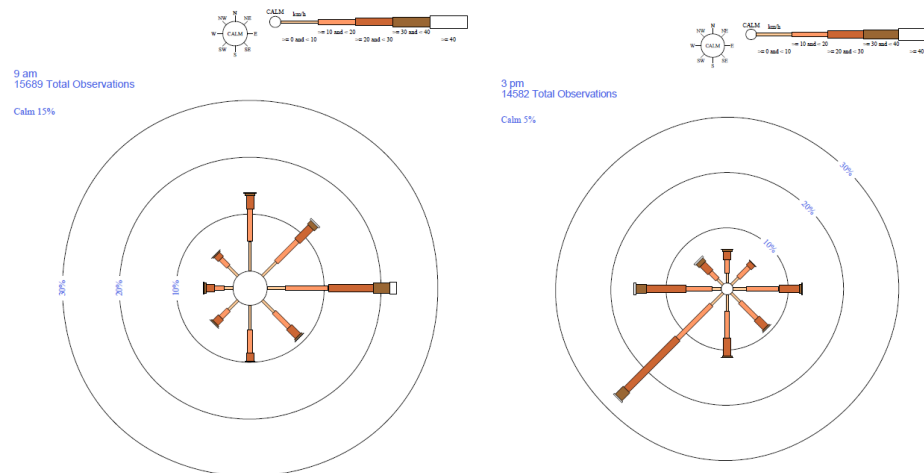 CALM km/h
N
NW NE
W CALM E
SW SE
S
>= 10 and < 20 >= 30 and < 40
>= 0 and < 10 >= 20 and < 30 >= 40
9 am
15689 Total Observations
Calm 15%
30% 20% 10%
CALM km/h
N
NW NE
W CALM E
SW SE
S
>= 10 and < 20 >= 30 and < 40
>= 0 and < 10 >= 20 and < 30 >= 40
3 pm
14582 Total Observations
Calm 5%
30%
20%
10%